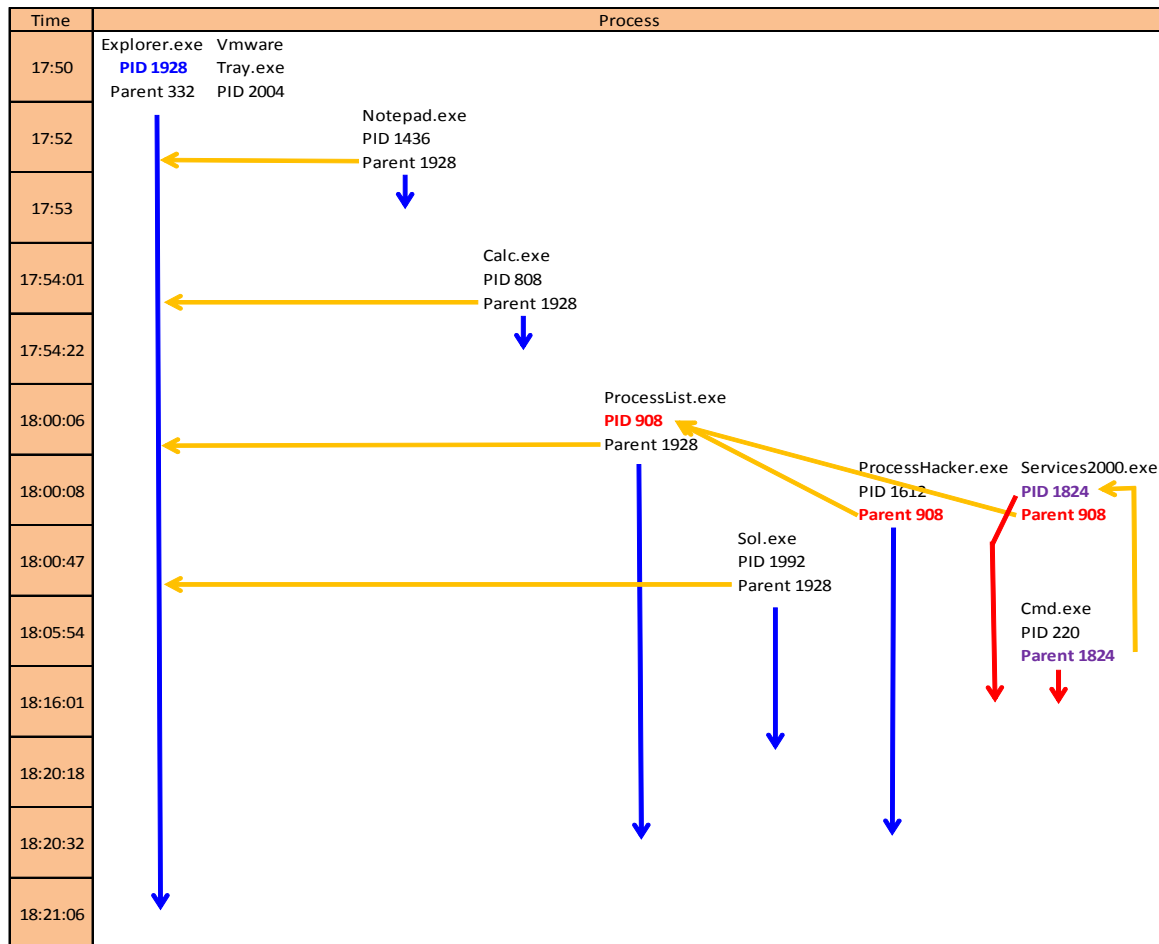 Time Process
17:50
Explorer.exe Vmware
PID 1928 Tray.exe
Parent 332 PID 2004
17:52
Notepad.exe
PID 1436
Parent 1928
17:53
17:54:01
Calc.exe
PID 808
Parent 1928
17:54:22
18:00:06
ProcessList.exe
PID 908
Parent 1928
18:00:08
ProcessHacker.exe Services2000.exe
PID 1612 PID 1824
Parent 908 Parent 908
18:00:47
Sol.exe
PID 1992
Parent 1928
18:05:54
Cmd.exe
PID 220
Parent 1824
18:16:01
18:20:18
18:20:32
18:21:06